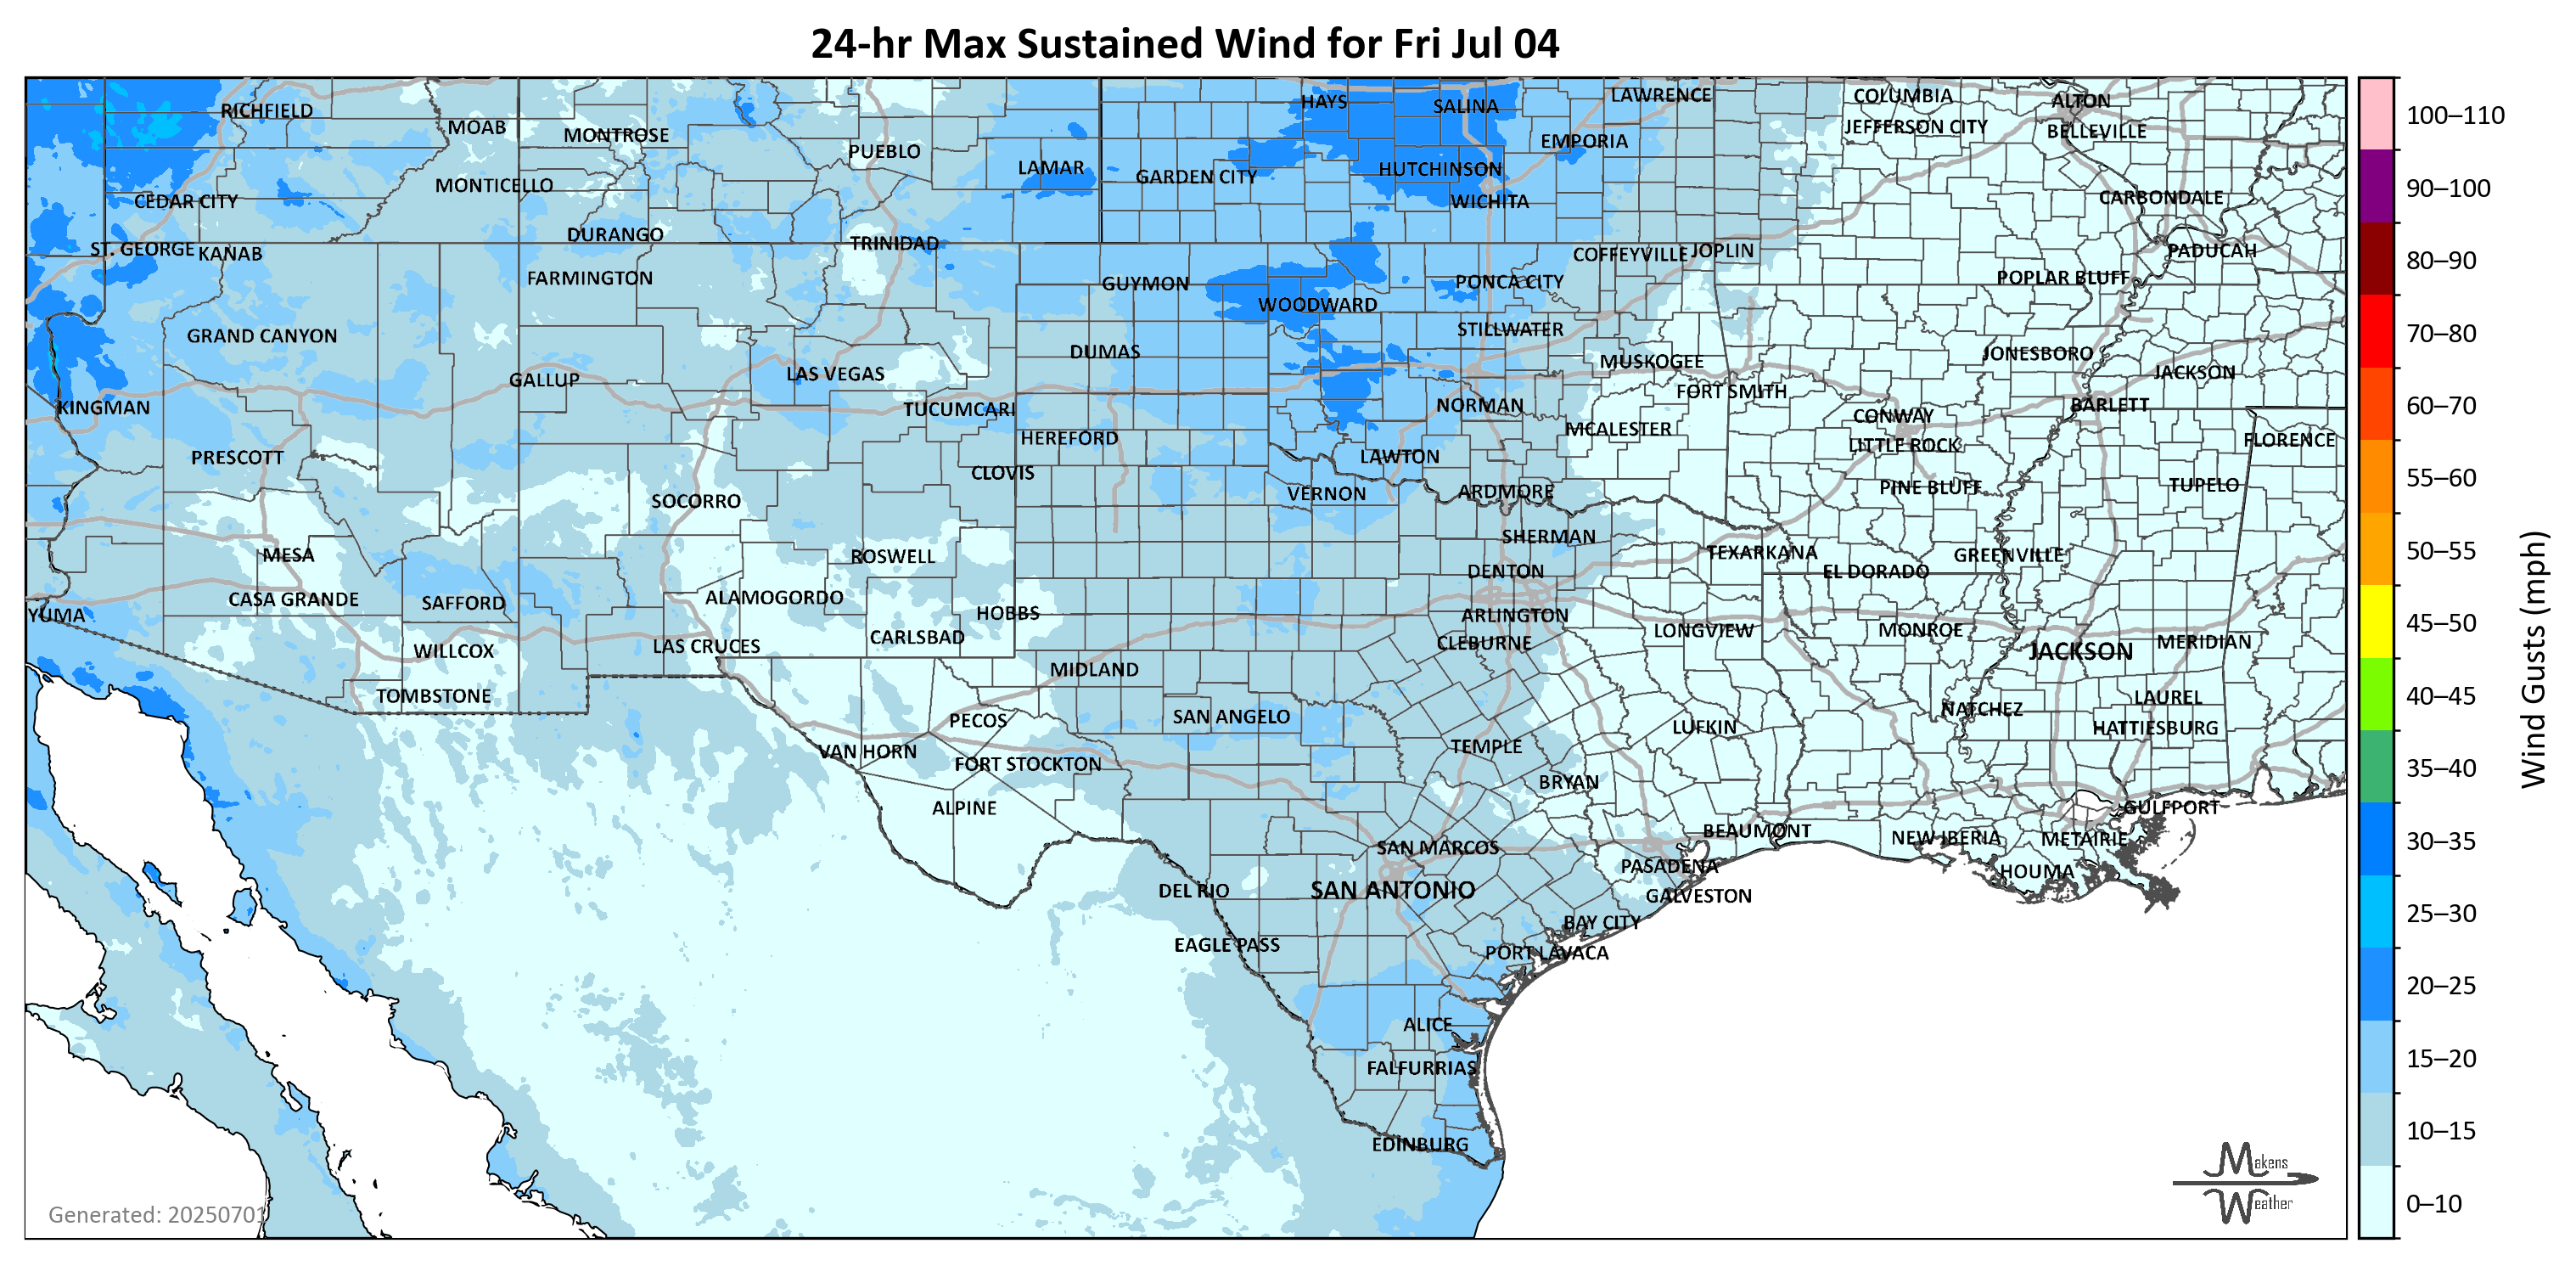 24-hr Max Sustained Wind for Fri Jul 04
RICHFIELD
MOAB
MONTROSE
PUEBLO
LAMAR
HAYS
SALINA
LAWRENCE
COLUMBIA
ALTON
JEFFERSON CITY
BELLEVILLE
EMPORIA
GARDEN CITY
HUTCHINSON
WICHITA
MONTICELLO
CEDAR CITY
CARBONDALE
DURANGO
TRINIDAD
ST. GEORGE
KANAB
COFFEYVILLE
JOPLIN
PADUCAH
FARMINGTON
GUYMON
PONCA CITY
POPLAR BLUFF
WOODWARD
GRAND CANYON
STILLWATER
DUMAS
MUSKOGEE
JONESBORO
GALLUP
LAS VEGAS
JACKSON
FORT SMITH
KINGMAN
TUCUMCARI
NORMAN
CONWAY
BARLETT
HEREFORD
MCALESTER
LITTLE ROCK
FLORENCE
PRESCOTT
CLOVIS
LAWTON
SOCORRO
VERNON
ARDMORE
PINE BLUFF
TUPELO
MESA
ROSWELL
SHERMAN
TEXARKANA
GREENVILLE
DENTON
EL DORADO
CASA GRANDE
SAFFORD
ALAMOGORDO
HOBBS
YUMA
ARLINGTON
CARLSBAD
LONGVIEW
MONROE
WILLCOX
LAS CRUCES
CLEBURNE
JACKSON
MERIDIAN
MIDLAND
TOMBSTONE
LAUREL
PECOS
SAN ANGELO
NATCHEZ
HATTIESBURG
LUFKIN
VAN HORN
FORT STOCKTON
TEMPLE
BRYAN
ALPINE
GULFPORT
BEAUMONT
NEW IBERIA
METAIRIE
SAN MARCOS
PASADENA
HOUMA
DEL RIO
SAN ANTONIO
GALVESTON
BAY CITY
EAGLE PASS
PORT LAVACA
ALICE
FALFURRIAS
EDINBURG
Generated: 20250701
Makens
Weather
100–110
90–100
80–90
70–80
60–70
55–60
50–55
45–50
40–45
35–40
30–35
25–30
20–25
15–20
10–15
0–10
Wind Gusts (mph)